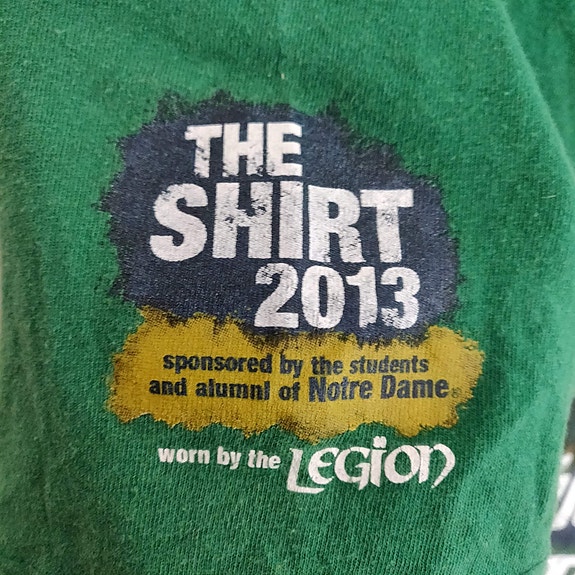 THE
SHIRT
2013
sponsored by the students
and alumni of Notre Dame®
worn by the LEGION